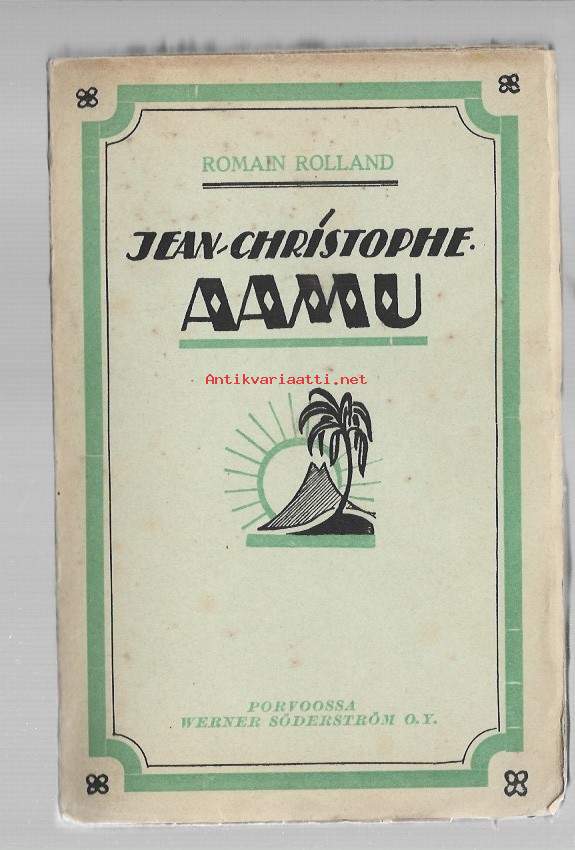 ROMAIN ROLLAND
JEAN-CHRISTOPHE.
AAMU
Antikvariaatti.net
PORVOOSSA
WERNER SÖDERSTRÖM O.Y.